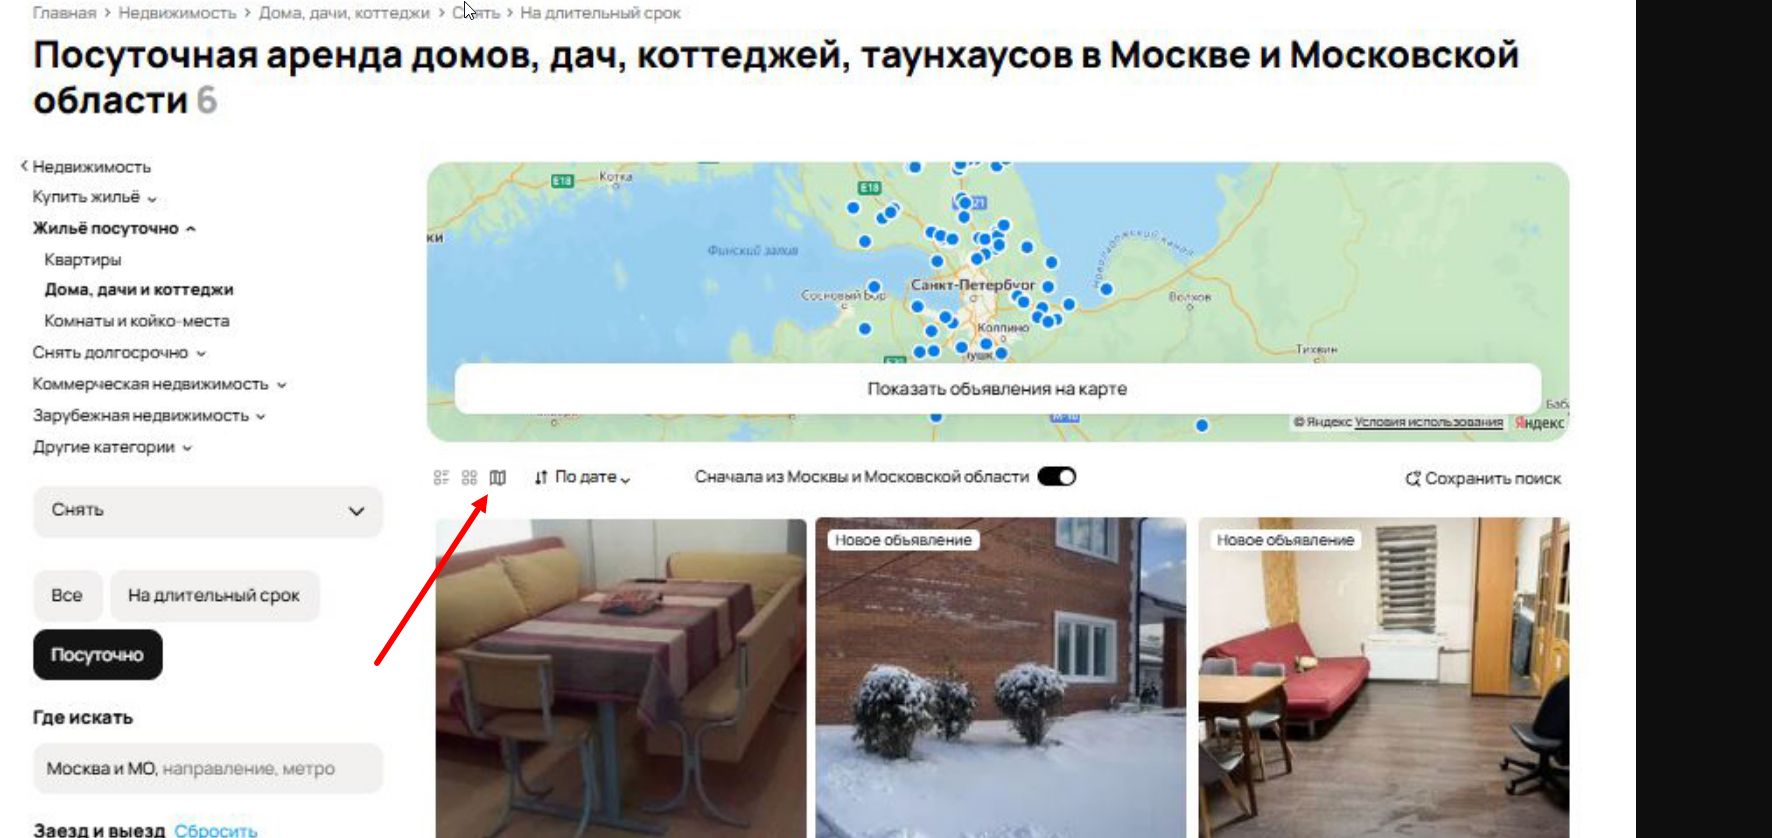 Главная > Недвижимость > Дома, дачи, коттеджи > Снять > На длительный срок
Посуточная аренда домов, дач, коттеджей, таунхаусов в Москве и Московской
области 6
< Недвижимость
Купить жильё
Жильё посуточно
Квартиры
Дома, дачи и коттеджи
Комнаты и койко-места
Снять долгосрочно
Коммерческая недвижимость
Зарубежная недвижимость
Другие категории
Снять
Все
На длительный срок
Посуточно
Где искать
Москва и МО, направление, метро
Заезд и выезд Сбросить
E18
Котка
E18
21
ки
Финский залив
Новоладожский канал
Санкт-Петербург
Сосновый Бор
Волхов
Колпино
Тихвин
Показать объявления на карте
© Яндекс Условия использования Яндекс
По дате
Сначала из Москвы и Московской области
Сохранить поиск
Новое объявление
Новое объявление